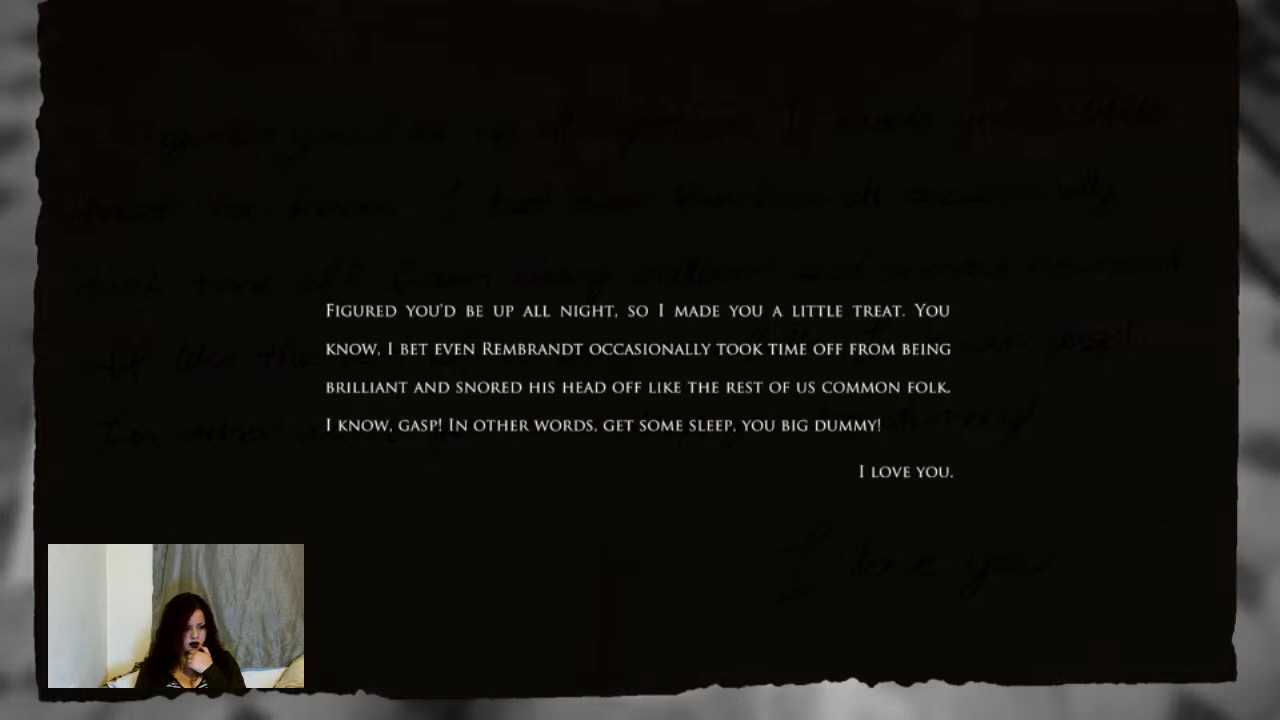 Figured you'd be up all night, so I made you a little treat. You
know, I bet even Rembrandt occasionally took time off from being
brilliant and snored his head off like the rest of us common folk.
I know, gasp! In other words, get some sleep, you big dummy!
I love you.